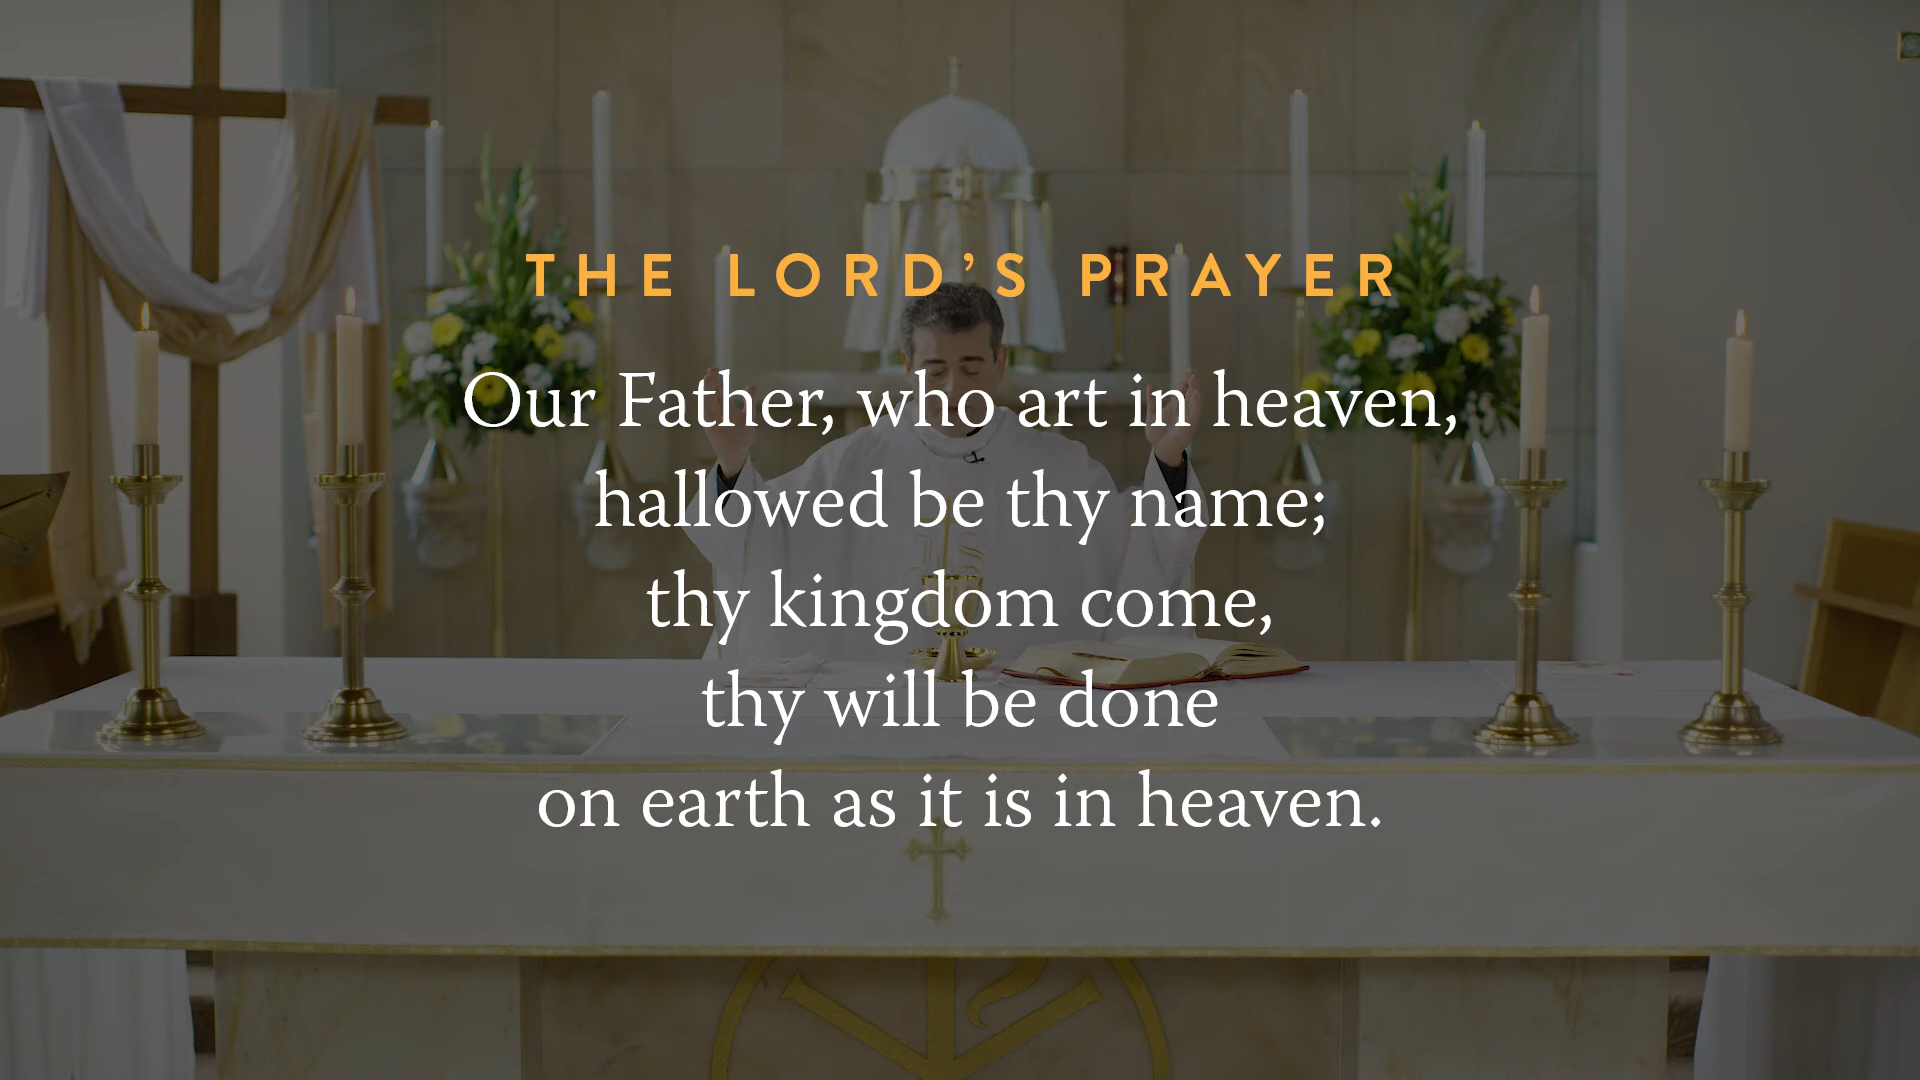 THE LORD’S PRAYER
Our Father, who art in heaven,
hallowed be thy name;
thy kingdom come,
thy will be done
on earth as it is in heaven.
IHS